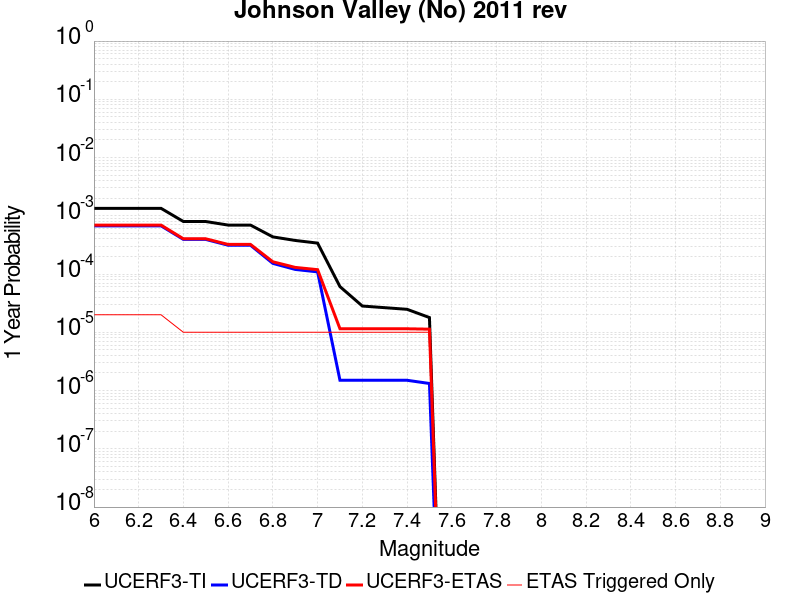 Johnson Valley (No) 2011 rev
1 Year Probability
10^0
10^-1
10^-2
10^-3
10^-4
10^-5
10^-6
10^-7
10^-8
6 6.2 6.4 6.6 6.8 7 7.2 7.4 7.6 7.8 8 8.2 8.4 8.6 8.8 9
Magnitude
UCERF3-TI UCERF3-TD UCERF3-ETAS ETAS Triggered Only